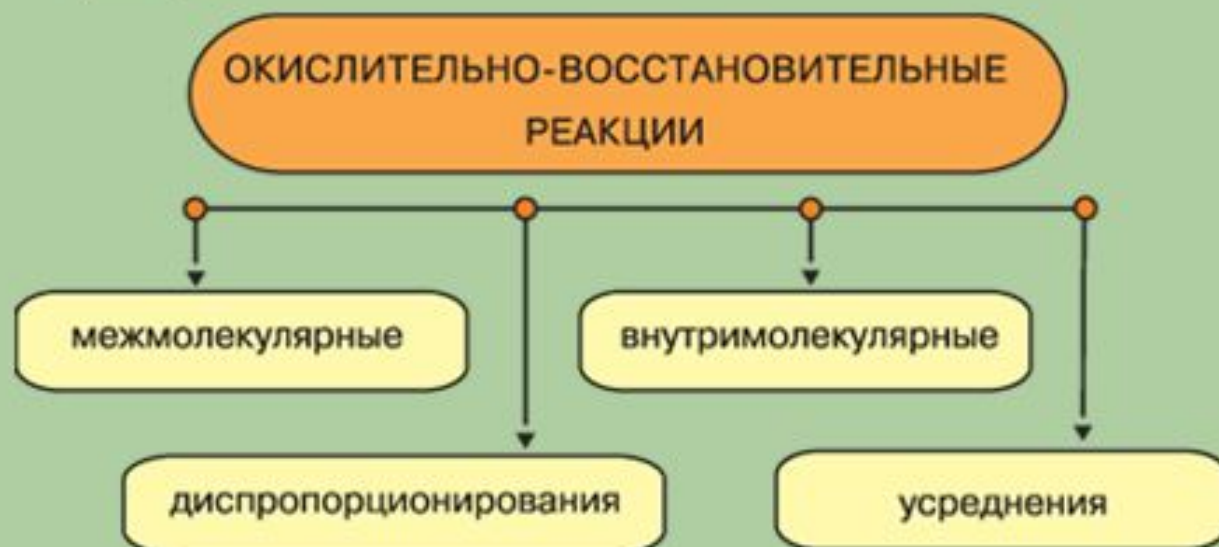 ОКИСЛИТЕЛЬНО-ВОССТАНОВИТЕЛЬНЫЕ
РЕАКЦИИ
межмолекулярные
внутримолекулярные
диспропорционирования
усреднения